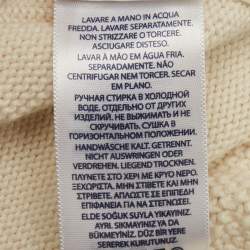 LAVARE A MANO IN ACQUA
FREDDA. LAVARE SEPARATAMENTE.
NON STRIZZARE O TORCERE.
ASCIUGARE DISTESO.
LAVAR À MÃO EM ÁGUA FRIA.
SEPARADAMENTE. NÃO
CENTRIFUGAR NEM TORCER. SECAR
EM PLANO.
РУЧНАЯ СТИРКА В ХОЛОДНОЙ
ВОДЕ, ОТДЕЛЬНО ОТ ДРУГИХ
ИЗДЕЛИЙ. НЕ ВЫЖИМАТЬ И НЕ
СКРУЧИВАТЬ, СУШКА В
ГОРИЗОНТАЛЬНОМ ПОЛОЖЕНИИ.
HANDWÄSCHE KALT. GETRENNT.
NICHT AUSWRINGEN ODER
VERDREHEN. LIEGEND TROCKNEN.
ΠΛΥΝΕΤΕ ΣΤΟ ΧΕΡΙ ΜΕ ΚΡΥΟ ΝΕΡΟ.
ΞΕΧΩΡΙΣΤΑ. ΜΗΝ ΣΤΙΒΕΤΕ ΚΑΙ ΜΗΝ
ΣΤΡΙΒΕΤΕ. ΑΠΛΩΣΤΕ ΣΕ ΕΠΙΠΕΔΗ
ΕΠΙΦΑΝΕΙΑ ΓΙΑ ΝΑ ΣΤΕΓΝΩΣΕΙ.
ELDE SOĞUK SUYLA YIKAYINIZ.
AYRI. SIKMAYINIZ YA DA
BÜKMEYİNİZ. DÜZ BİR YERE
SEREREK KURUTUNUZ.